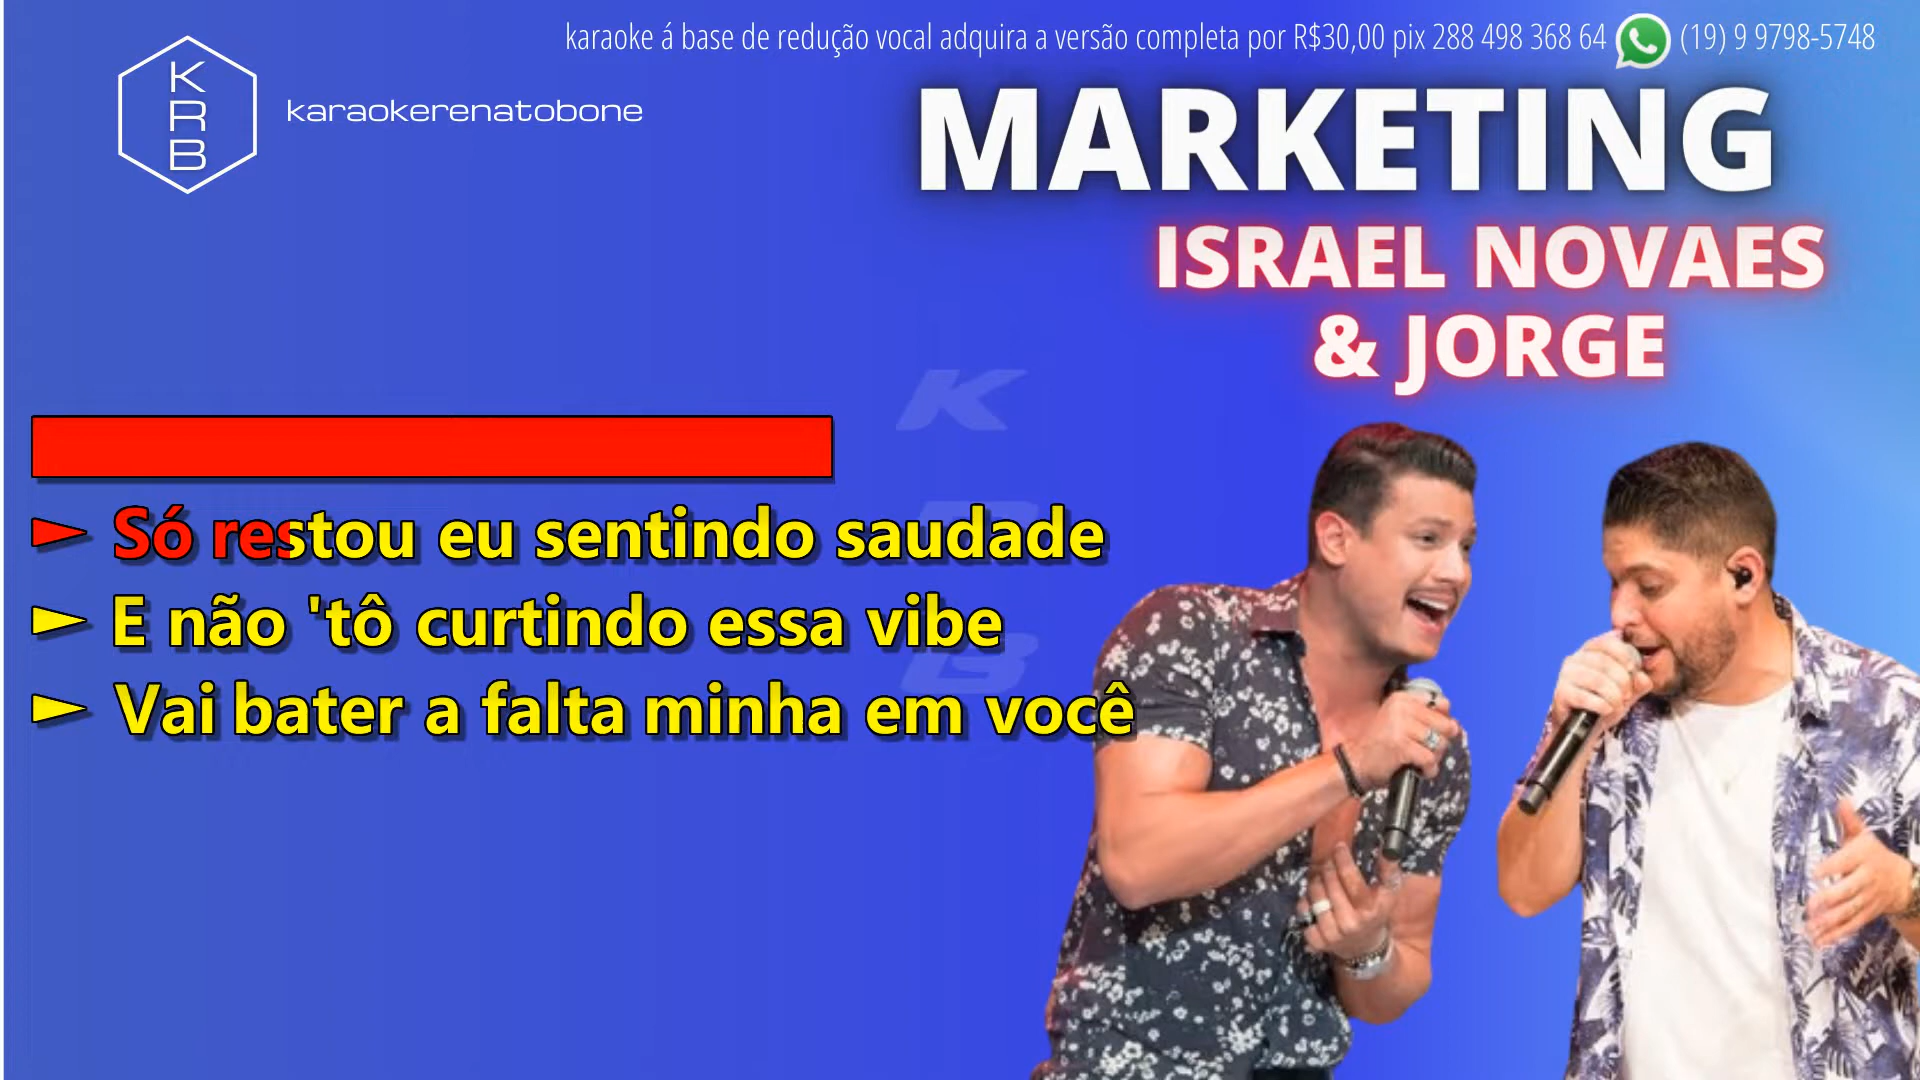 karaoke á base de redução vocal adquira a versão completa por R$30,00 pix 288 498 368 64 (19) 9 9798-5748
K
R
B
karaokerenatobone
MARKETING
ISRAEL NOVAES
& JORGE
K
R
B
Só restou eu sentindo saudade
E não 'tô curtindo essa vibe
Vai bater a falta minha em você